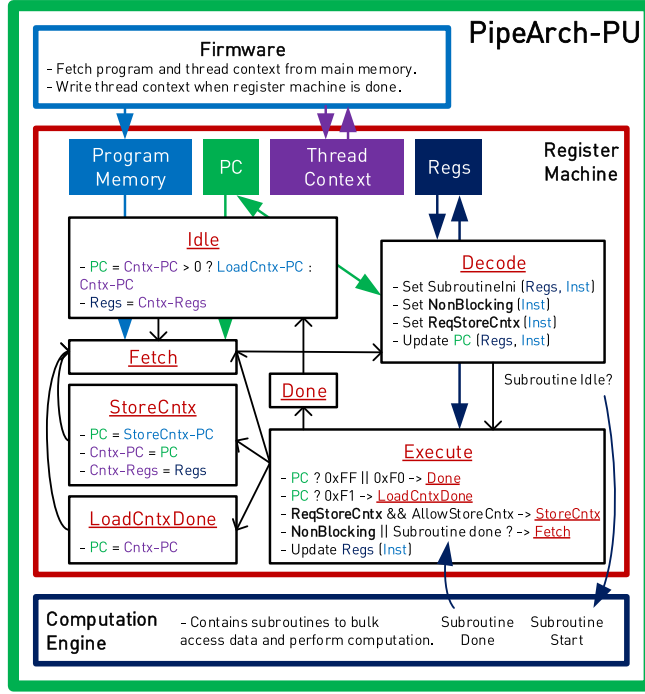 PipeArch-PU
Firmware
- Fetch program and thread context from main memory.
- Write thread context when register machine is done.
Register
Machine
Program
Memory
PC
Thread
Context
Regs
Idle
- PC = Cntx-PC > 0 ? LoadCntx-PC :
Cntx-PC
- Regs = Cntx-Regs
Decode
- Set SubroutineIni (Regs, Inst)
- Set NonBlocking (Inst)
- Set ReqStoreCntx (Inst)
- Update PC (Regs, Inst)
Fetch
Done
Subroutine Idle?
StoreCntx
- PC = StoreCntx-PC
- Cntx-PC = PC
- Cntx-Regs = Regs
LoadCntxDone
- PC = Cntx-PC
Execute
- PC ? 0xFF || 0xF0 -> Done
- PC ? 0xF1 -> LoadCntxDone
- ReqStoreCntx && AllowStoreCntx -> StoreCntx
- NonBlocking || Subroutine done ? -> Fetch
- Update Regs (Inst)
Computation
Engine
- Contains subroutines to bulk
access data and perform computation.
Subroutine
Done
Subroutine
Start